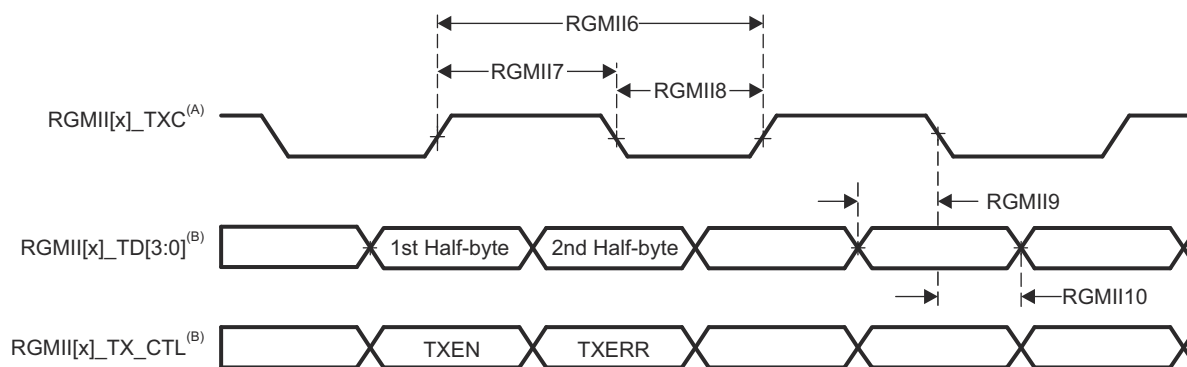 RGMII6
RGMII7
RGMII8
RGMII[x]_TXC(A)
RGMII9
RGMII[x]_TD[3:0](B)
1st Half-byte
2nd Half-byte
RGMII10
RGMII[x]_TX_CTL(B)
TXEN
TXERR